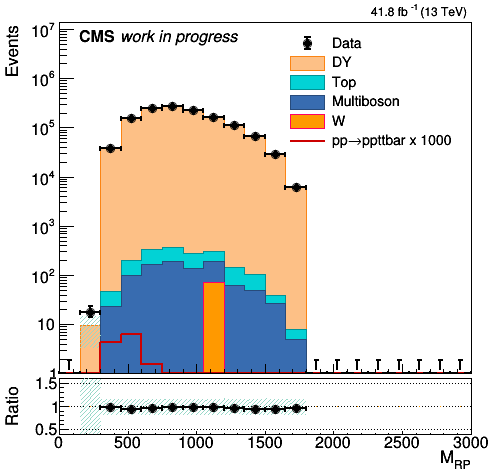 41.8 fb⁻¹ (13 TeV)
CMS work in progress
Events
Data
DY
Top
Multiboson
W
pp→ppttbar x 1000
10⁷
10⁶
10⁵
10⁴
10³
10²
10
1
Ratio
1.5
1
0.5
0 500 1000 1500 2000 2500 3000
M_RP